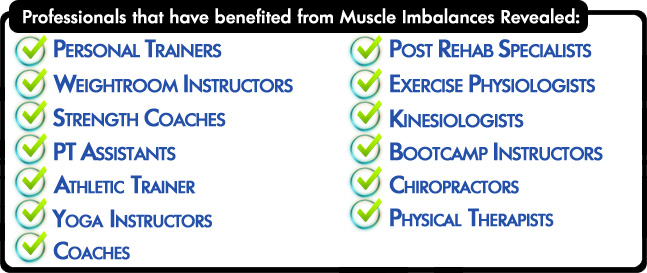 Professionals that have benefited from Muscle Imbalances Revealed:
Personal Trainers
Weightroom Instructors
Strength Coaches
PT Assistants
Athletic Trainer
Yoga Instructors
Coaches
Post Rehab Specialists
Exercise Physiologists
Kinesiologists
Bootcamp Instructors
Chiropractors
Physical Therapists